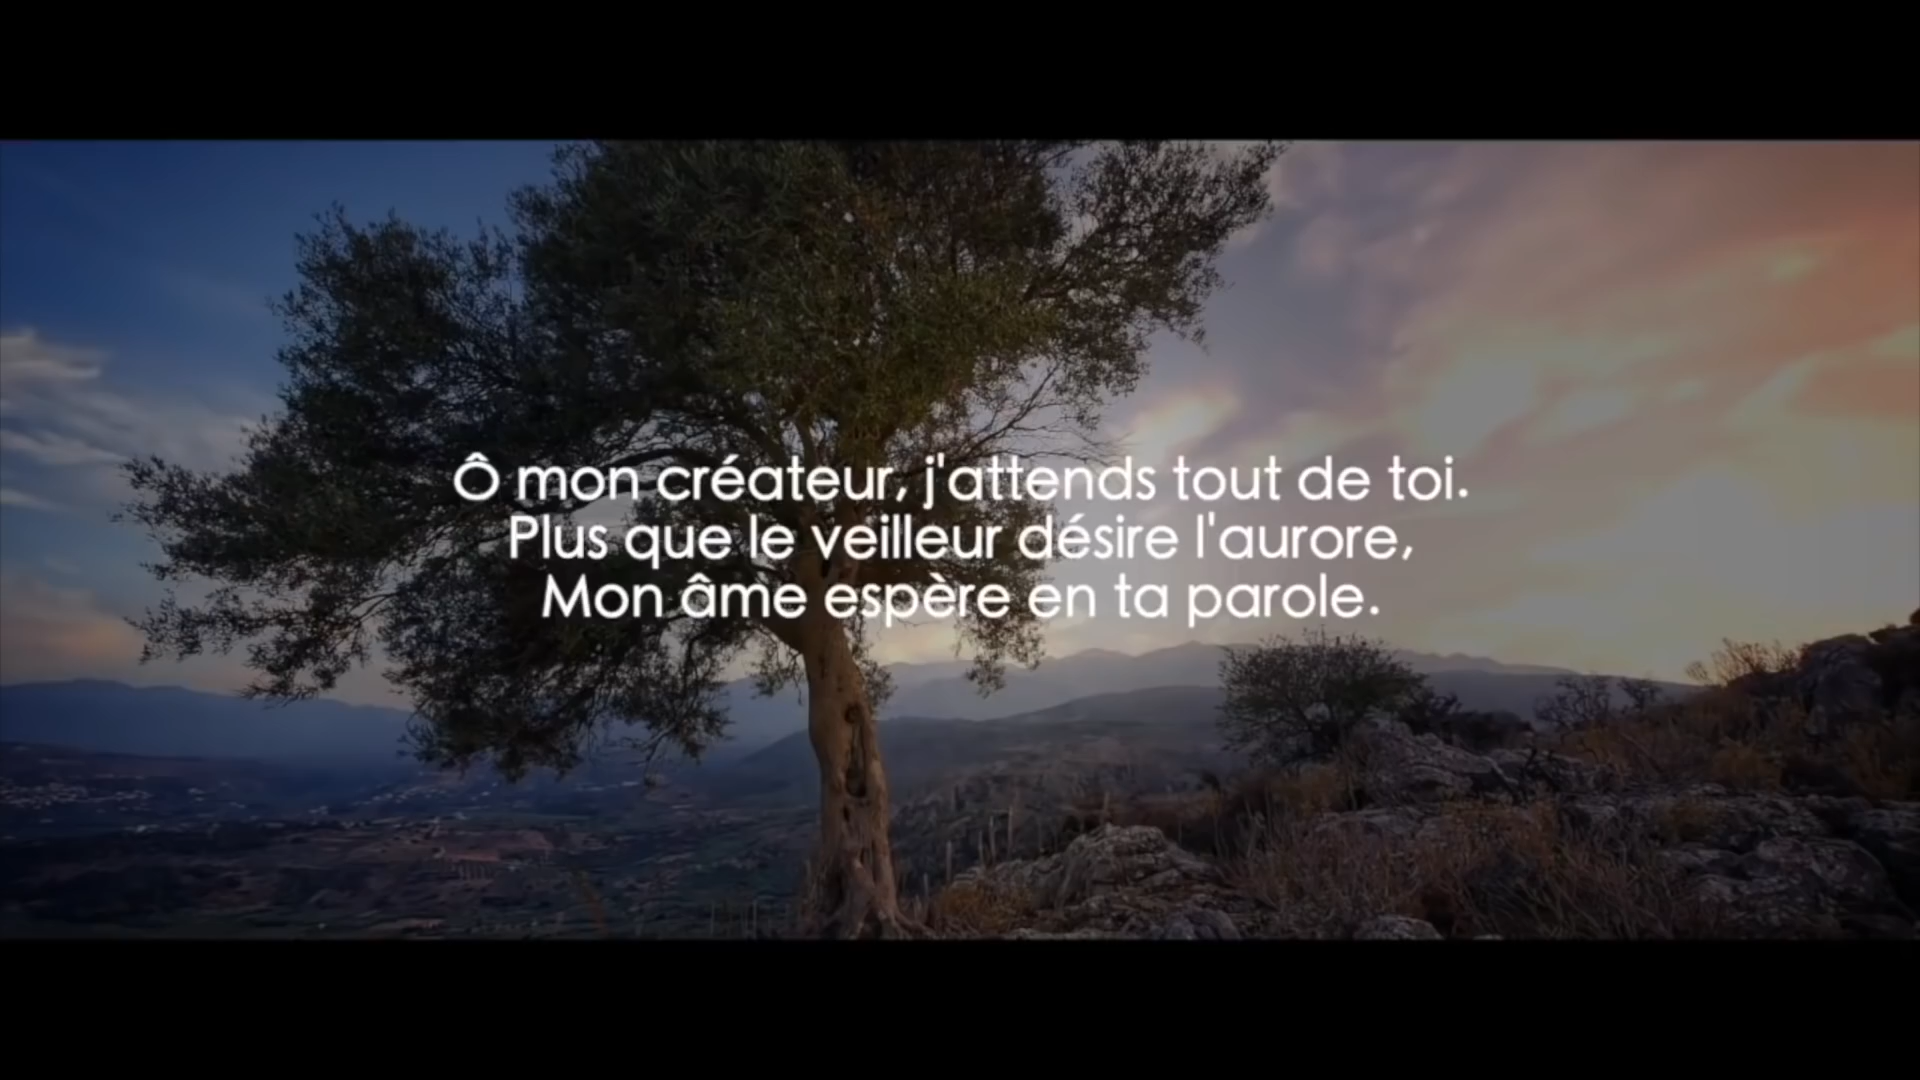 Ô mon créateur, j'attends tout de toi.
Plus que le veilleur désire l'aurore,
Mon âme espère en ta parole.